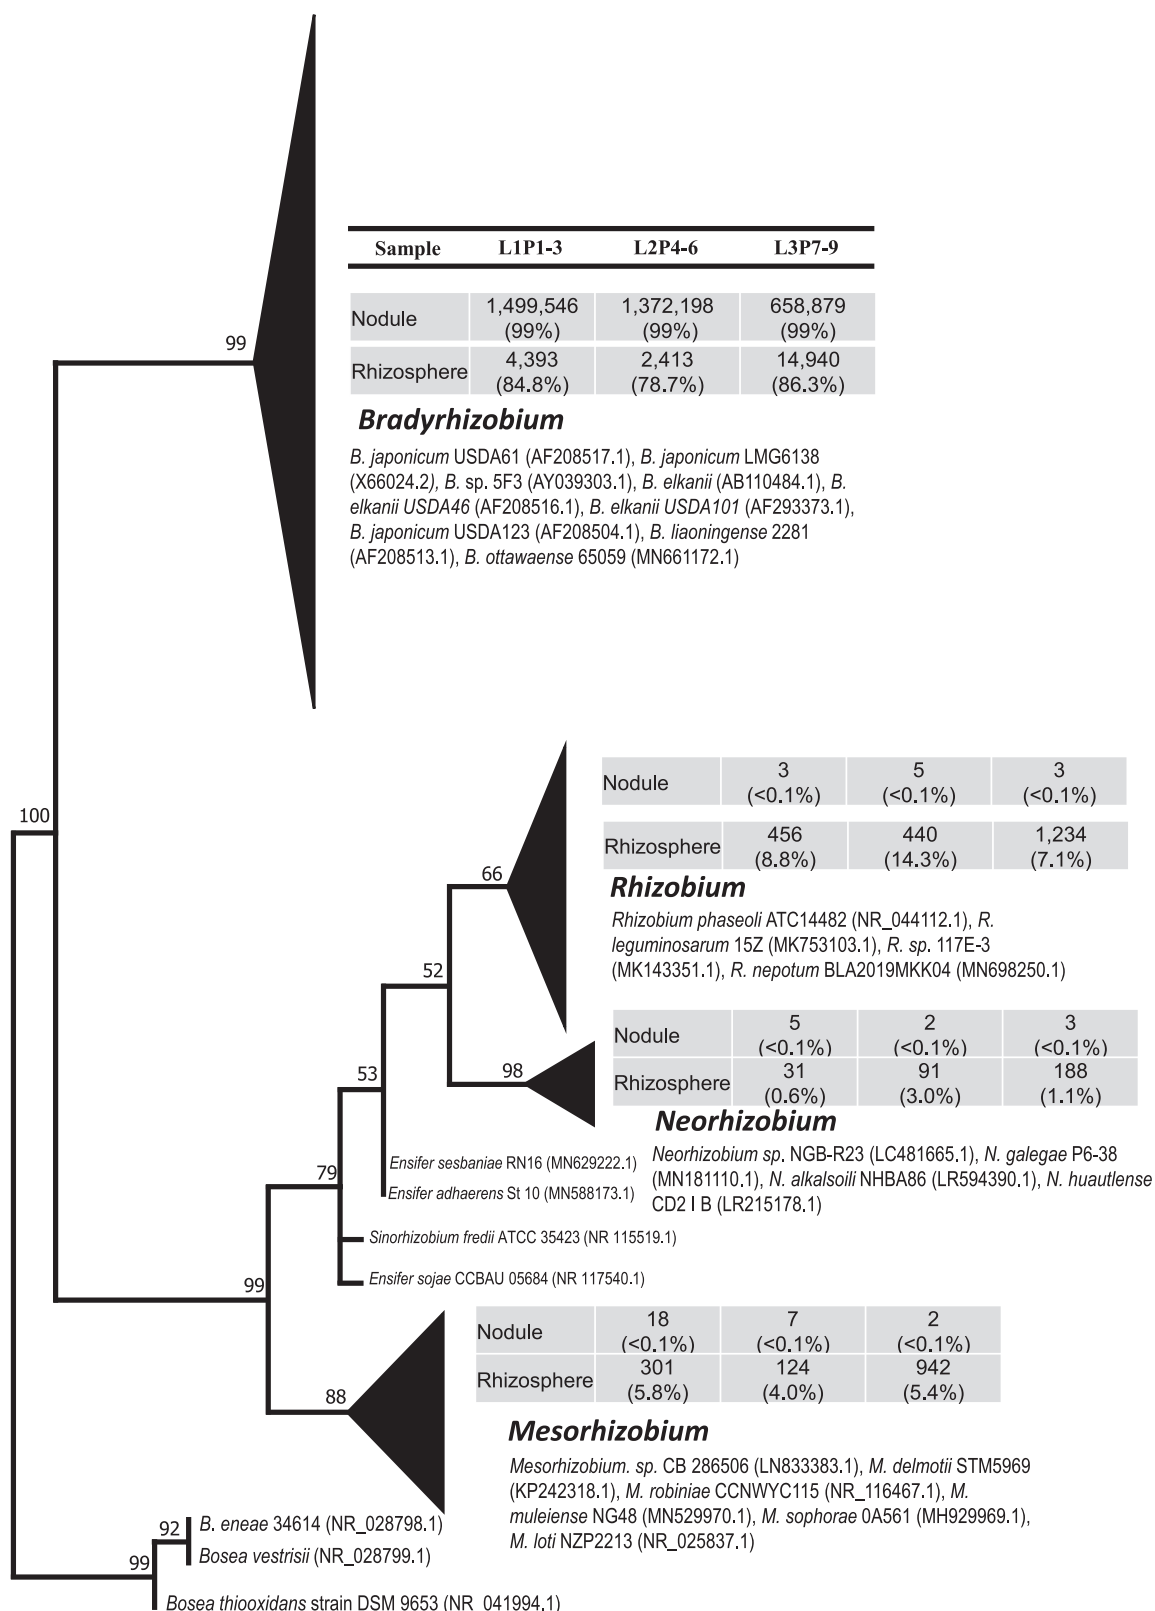 Sample L1P1-3 L2P4-6 L3P7-9
Nodule 1,499,546 (99%) 1,372,198 (99%) 658,879 (99%)
Rhizosphere 4,393 (84.8%) 2,413 (78.7%) 14,940 (86.3%)
99
Bradyrhizobium
B. japonicum USDA61 (AF208517.1), B. japonicum LMG6138
(X66024.2), B. sp. 5F3 (AY039303.1), B. elkanii (AB110484.1), B.
elkanii USDA46 (AF208516.1), B. elkanii USDA101 (AF293373.1),
B. japonicum USDA123 (AF208504.1), B. liaoningense 2281
(AF208513.1), B. ottawaense 65059 (MN661172.1)
Nodule 3 (<0.1%) 5 (<0.1%) 3 (<0.1%)
100
Rhizosphere 456 (8.8%) 440 (14.3%) 1,234 (7.1%)
66
Rhizobium
Rhizobium phaseoli ATC14482 (NR_044112.1), R.
leguminosarum 15Z (MK753103.1), R. sp. 117E-3
(MK143351.1), R. nepotum BLA2019MKK04 (MN698250.1)
52
Nodule 5 (<0.1%) 2 (<0.1%) 3 (<0.1%)
53
98
Rhizosphere 31 (0.6%) 91 (3.0%) 188 (1.1%)
Neorhizobium
Neorhizobium sp. NGB-R23 (LC481665.1), N. galegae P6-38
(MN181110.1), N. alkalsoili NHBA86 (LR594390.1), N. huautlense
CD2 I B (LR215178.1)
79
Ensifer sesbaniae RN16 (MN629222.1)
Ensifer adhaerens St 10 (MN588173.1)
Sinorhizobium fredii ATCC 35423 (NR 115519.1)
Ensifer sojae CCBAU 05684 (NR 117540.1)
99
Nodule 18 (<0.1%) 7 (<0.1%) 2 (<0.1%)
Rhizosphere 301 (5.8%) 124 (4.0%) 942 (5.4%)
88
Mesorhizobium
Mesorhizobium. sp. CB 286506 (LN833383.1), M. delmotii STM5969
(KP242318.1), M. robiniae CCNWYC115 (NR_116467.1), M.
muleiense NG48 (MN529970.1), M. sophorae 0A561 (MH929969.1),
M. loti NZP2213 (NR_025837.1)
92
B. eneae 34614 (NR_028798.1)
Bosea vestrisii (NR_028799.1)
99
Bosea thiooxidans strain DSM 9653 (NR_041994.1)